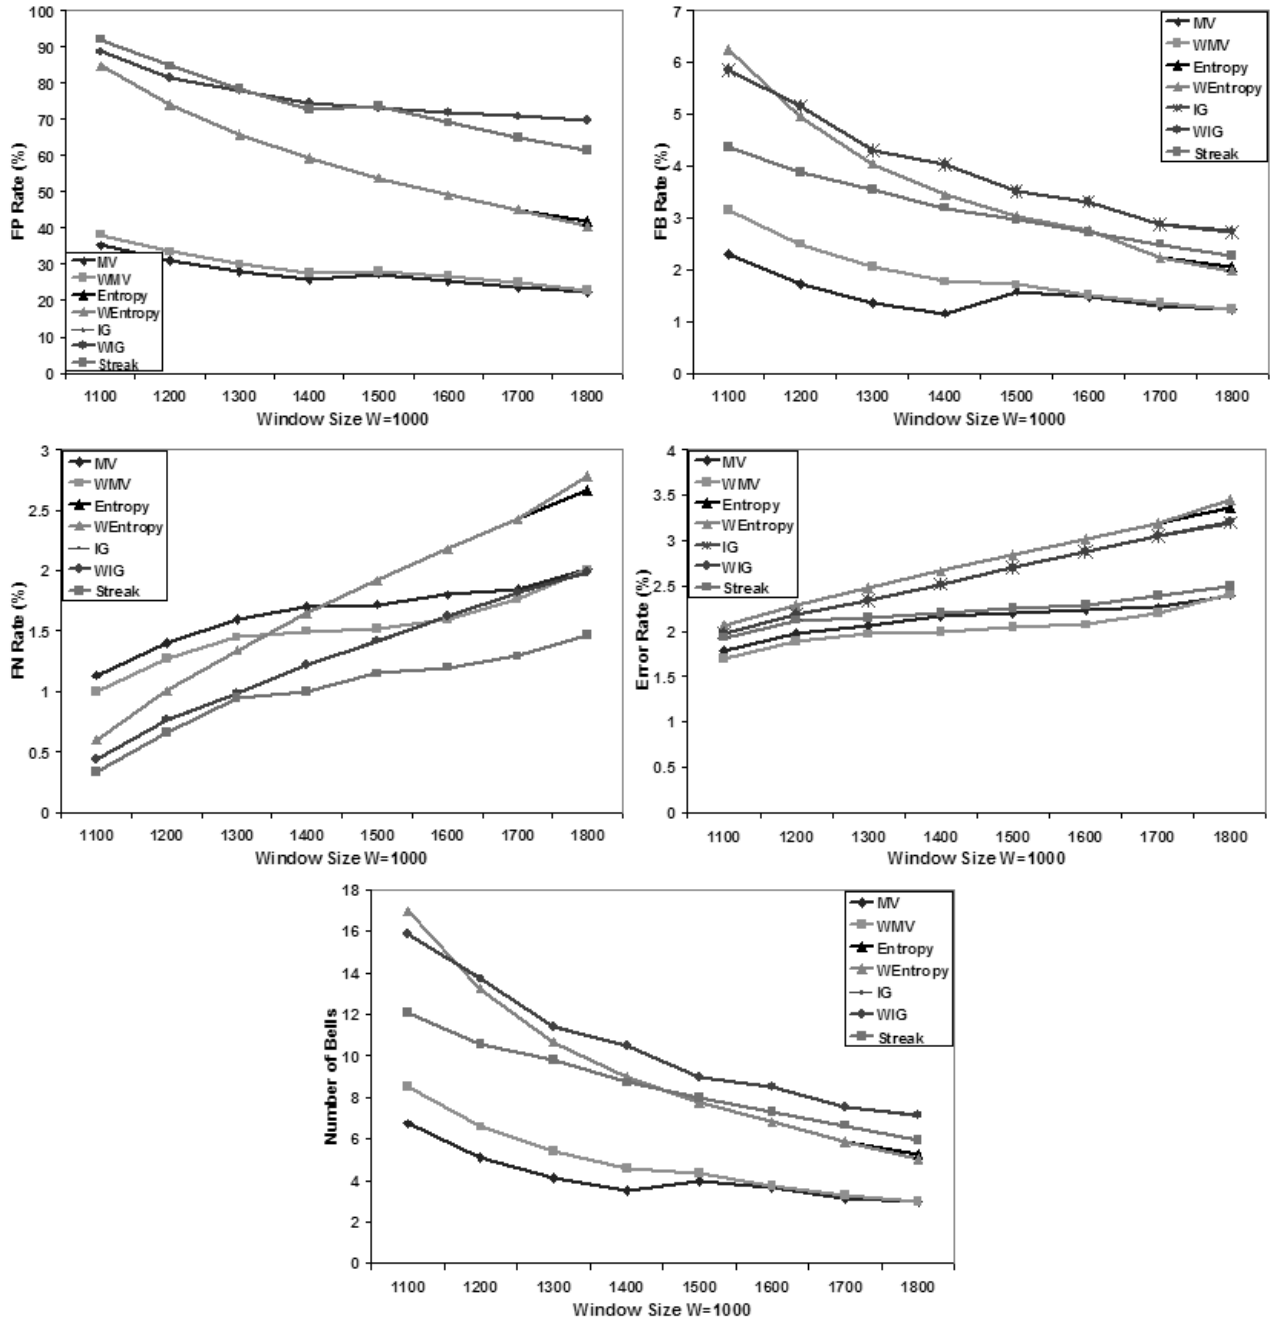 FP Rate (%)
100
90
80
70
60
50
40
30
20
10
0
MV
WMV
Entropy
WEntropy
IG
WIG
Streak
1100 1200 1300 1400 1500 1600 1700 1800
Window Size W=1000
FB Rate (%)
7
6
5
4
3
2
1
0
MV
WMV
Entropy
WEntropy
IG
WIG
Streak
1100 1200 1300 1400 1500 1600 1700 1800
Window Size W=1000
FN Rate (%)
3
2.5
2
1.5
1
0.5
0
MV
WMV
Entropy
WEntropy
IG
WIG
Streak
1100 1200 1300 1400 1500 1600 1700 1800
Window Size W=1000
Error Rate (%)
4
3.5
3
2.5
2
1.5
1
0.5
0
MV
WMV
Entropy
WEntropy
IG
WIG
Streak
1100 1200 1300 1400 1500 1600 1700 1800
Window Size W=1000
Number of Bells
18
16
14
12
10
8
6
4
2
0
MV
WMV
Entropy
WEntropy
IG
WIG
Streak
1100 1200 1300 1400 1500 1600 1700 1800
Window Size W=1000